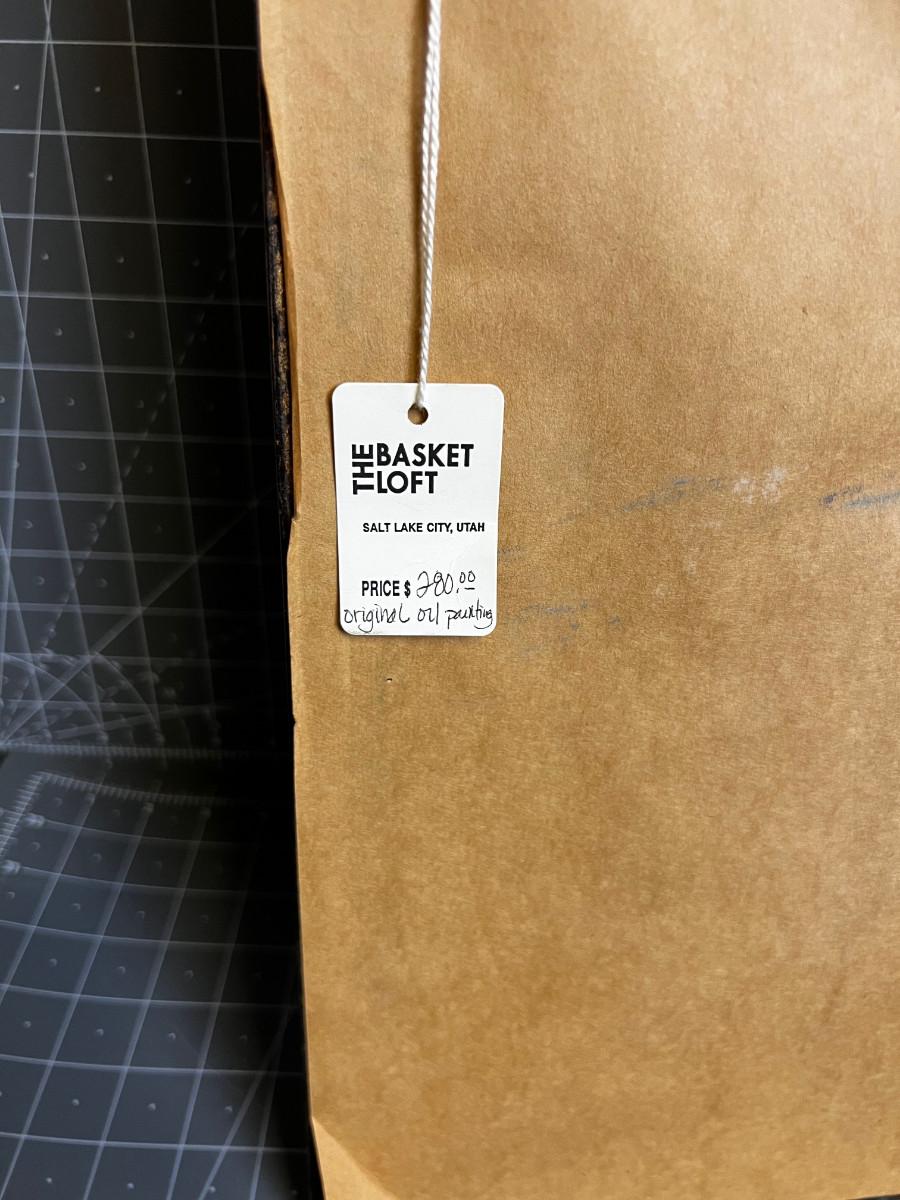 THE BASKET
LOFT
SALT LAKE CITY, UTAH
PRICE $ 280.00
original oil painting